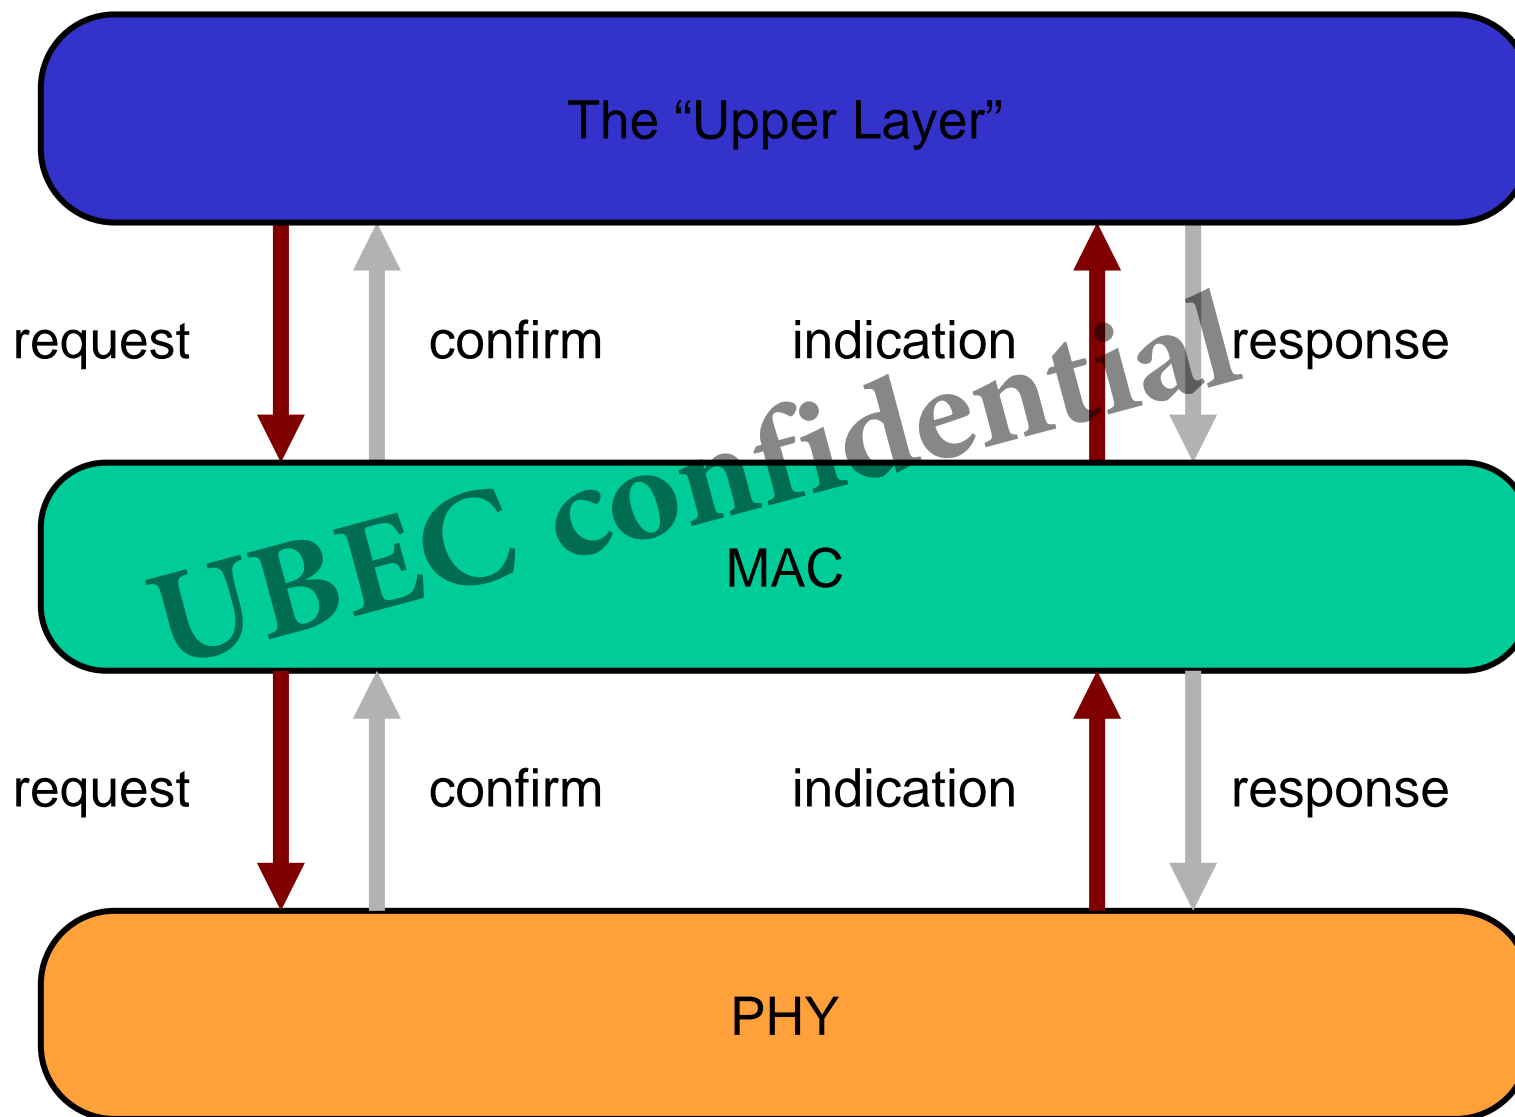 The “Upper Layer”
request confirm indication response
UBEC confidential
MAC
request confirm indication response
PHY